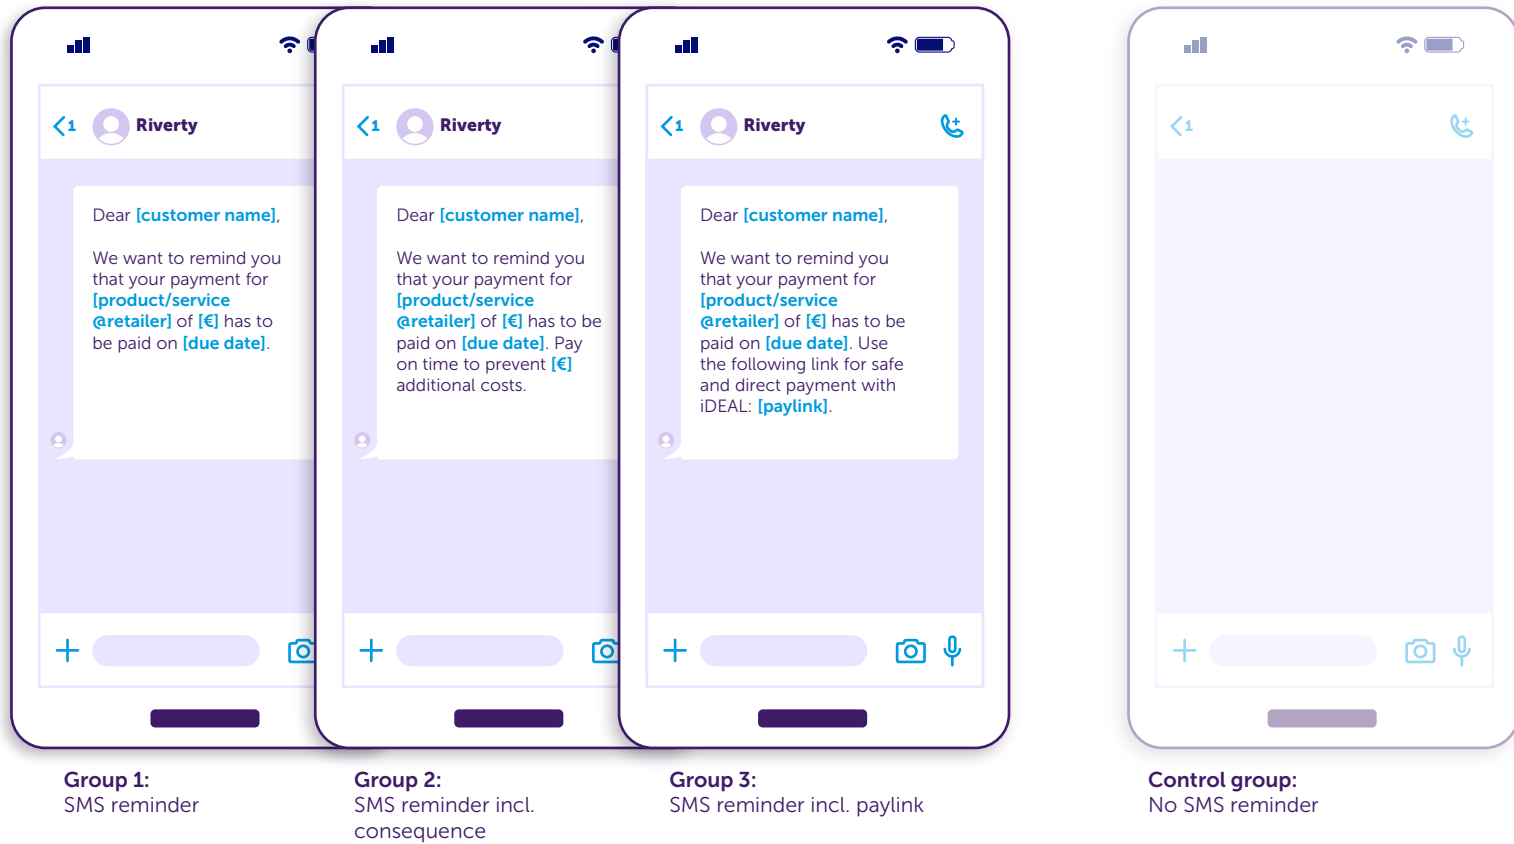 <1
Riverty
Dear [customer name],
We want to remind you
that your payment for
[product/service
@retailer] of [€] has to
be paid on [due date].
Group 1:
SMS reminder
<1
Riverty
Dear [customer name],
We want to remind you
that your payment for
[product/service
@retailer] of [€] has to be
paid on [due date]. Pay
on time to prevent [€]
additional costs.
Group 2:
SMS reminder incl.
consequence
<1
Riverty
Dear [customer name],
We want to remind you
that your payment for
[product/service
@retailer] of [€] has to be
paid on [due date]. Use
the following link for safe
and direct payment with
iDEAL: [paylink].
Group 3:
SMS reminder incl. paylink
<1
Control group:
No SMS reminder